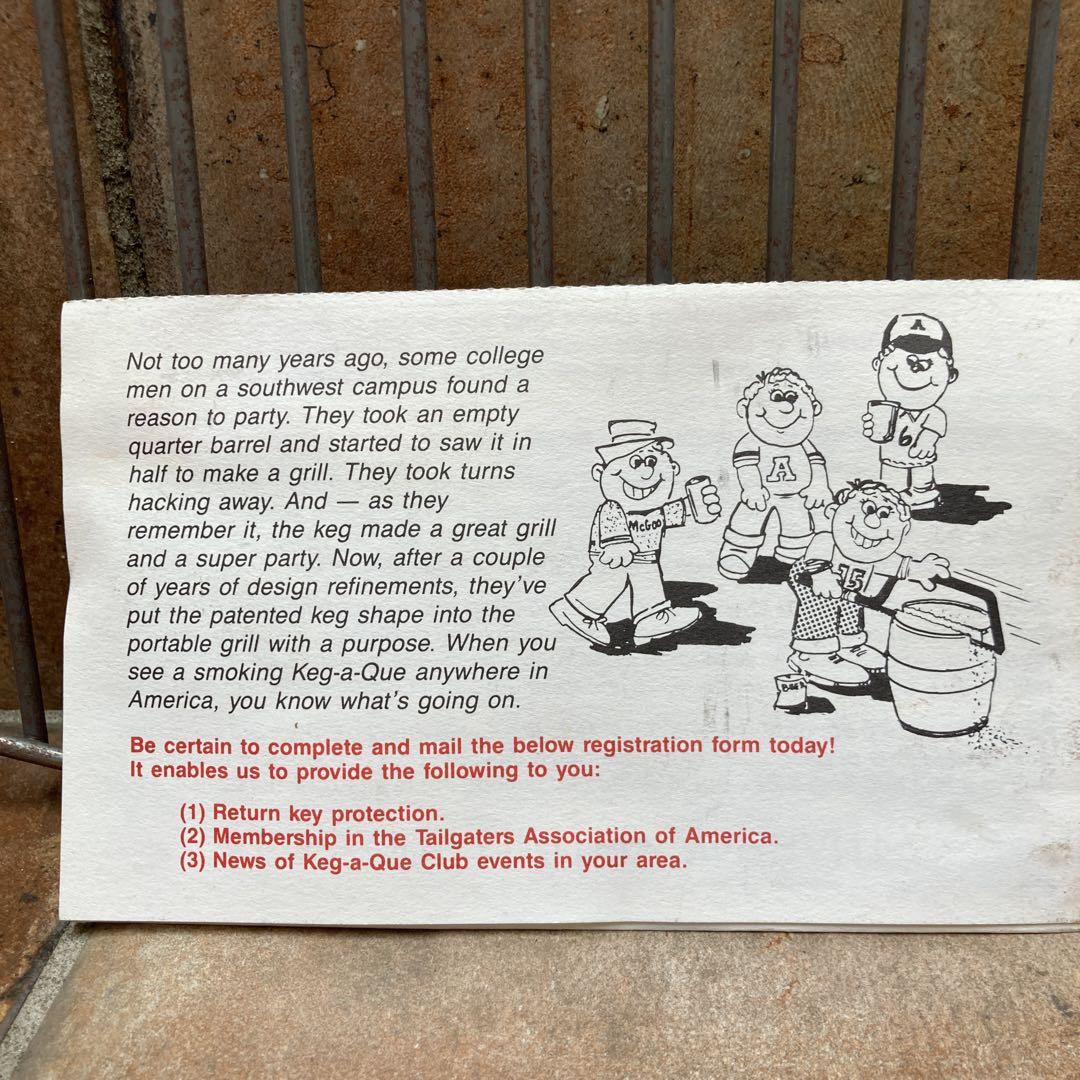 Not too many years ago, some college
men on a southwest campus found a
reason to party. They took an empty
quarter barrel and started to saw it in
half to make a grill. They took turns
hacking away. And — as they
remember it, the keg made a great grill
and a super party. Now, after a couple
of years of design refinements, they've
put the patented keg shape into the
portable grill with a purpose. When you
see a smoking Keg-a-Que anywhere in
America, you know what's going on.
A
6
A
McGoo
15
BEER
Be certain to complete and mail the below registration form today!
It enables us to provide the following to you:
(1) Return key protection.
(2) Membership in the Tailgaters Association of America.
(3) News of Keg-a-Que Club events in your area.